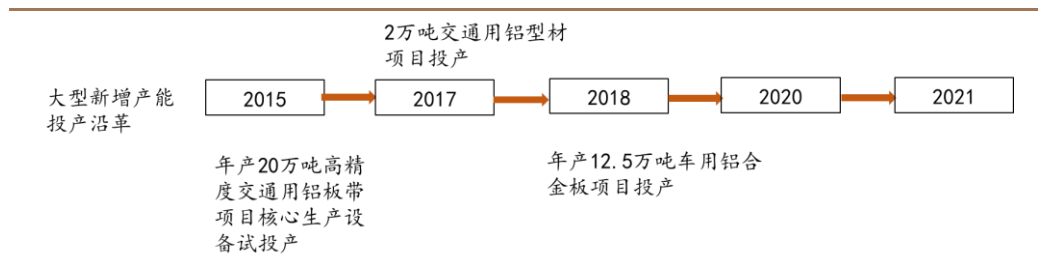 2万吨交通用铝型材
项目投产
大型新增产能
投产沿革
2015
2017
2018
2020
2021
年产20万吨高精
度交通用铝板带
项目核心生产设
备试投产
年产12.5万吨车用铝合
金板项目投产